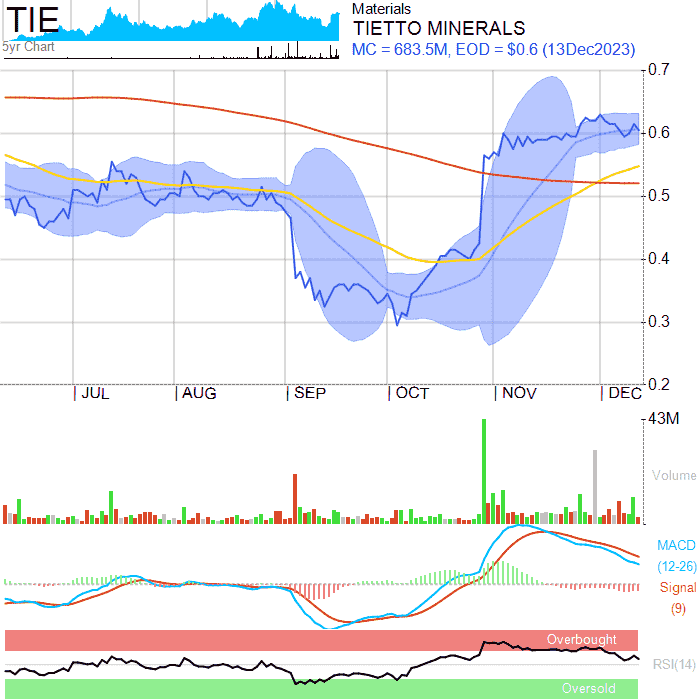 TIE
5yr Chart
Materials
TIETTO MINERALS
MC = 683.5M, EOD = $0.6 (13Dec2023)
0.7
0.6
0.5
0.4
0.3
0.2
JUL AUG SEP OCT NOV DEC
43M
Volume
MACD
(12-26)
Signal
(9)
Overbought
RSI(14)
Oversold